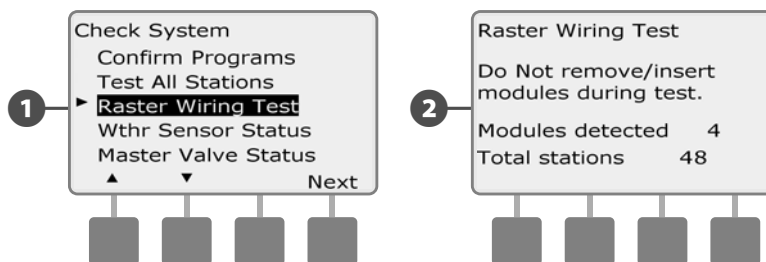 1
Check System
Confirm Programs
Test All Stations
Raster Wiring Test
Wthr Sensor Status
Master Valve Status
Next
2
Raster Wiring Test
Do Not remove/insert
modules during test.
Modules detected 4
Total stations 48